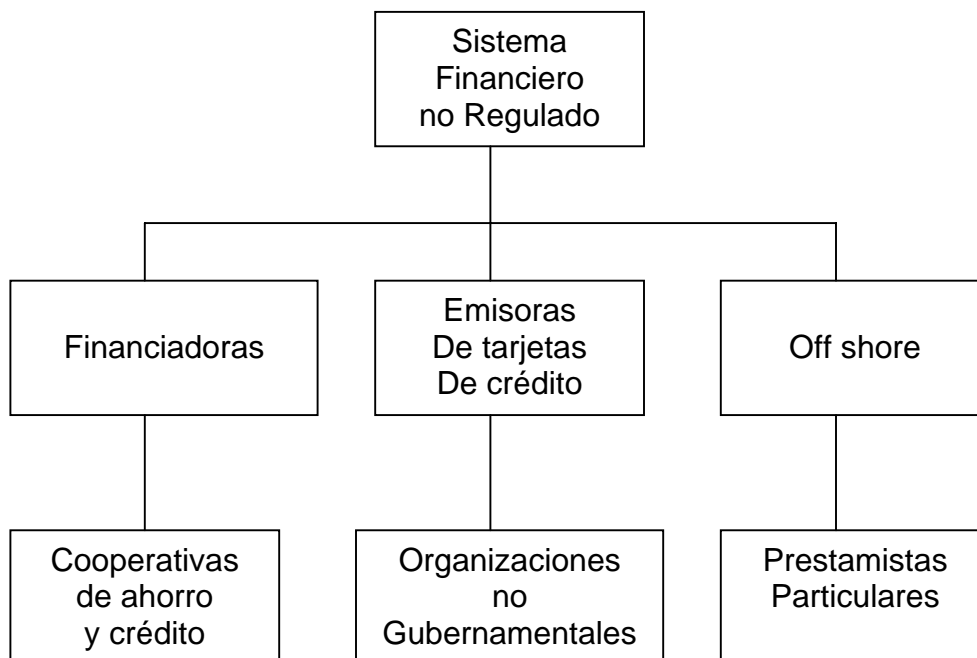 Sistema
Financiero
no Regulado
Financiadoras
Emisoras
De tarjetas
De crédito
Off shore
Cooperativas
de ahorro
y crédito
Organizaciones
no
Gubernamentales
Prestamistas
Particulares